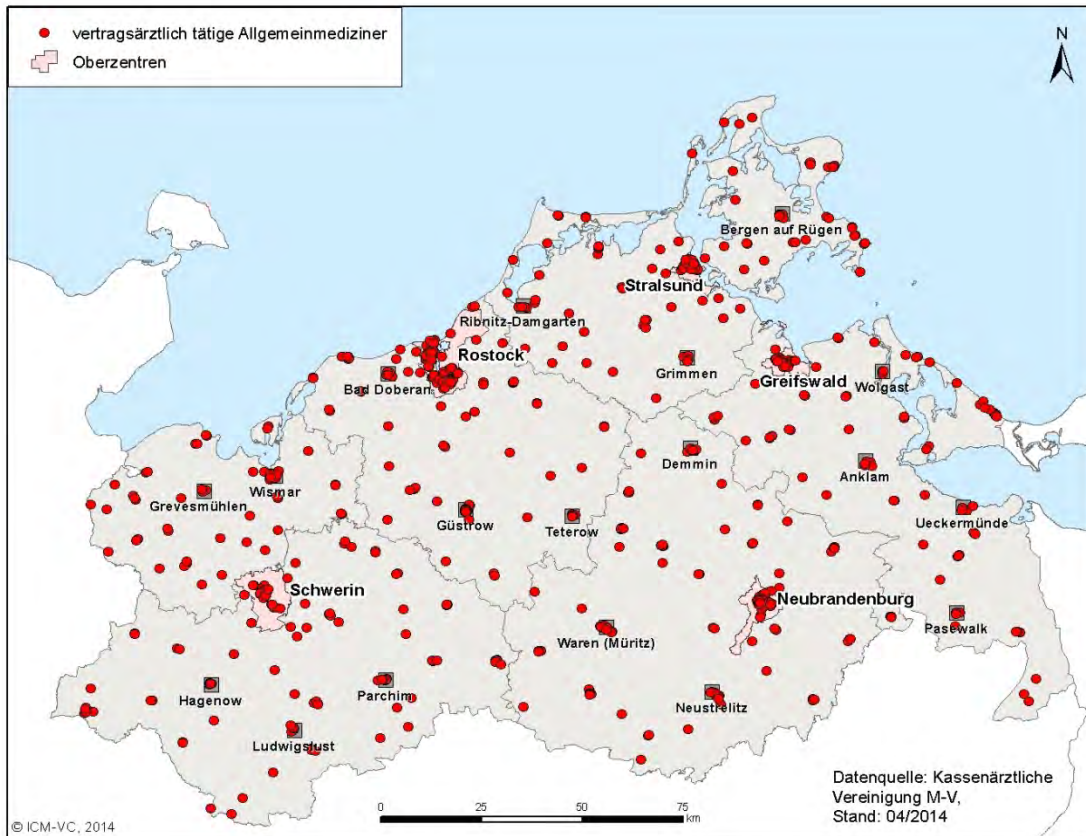 vertragsärztlich tätige Allgemeinmediziner
Oberzentren
N
Bergen auf Rügen
Stralsund
Ribnitz-Damgarten
Rostock
Bad Doberan
Grimmen
Greifswald
Wolgast
Demmin
Anklam
Wismar
Grevesmühlen
Güstrow
Teterow
Ueckermünde
Schwerin
Neubrandenburg
Pasewalk
Waren (Müritz)
Hagenow
Parchim
Neustrelitz
Ludwigslust
Datenquelle: Kassenärztliche
Vereinigung M-V,
Stand: 04/2014
0 25 50 75
km
© ICM-VC, 2014